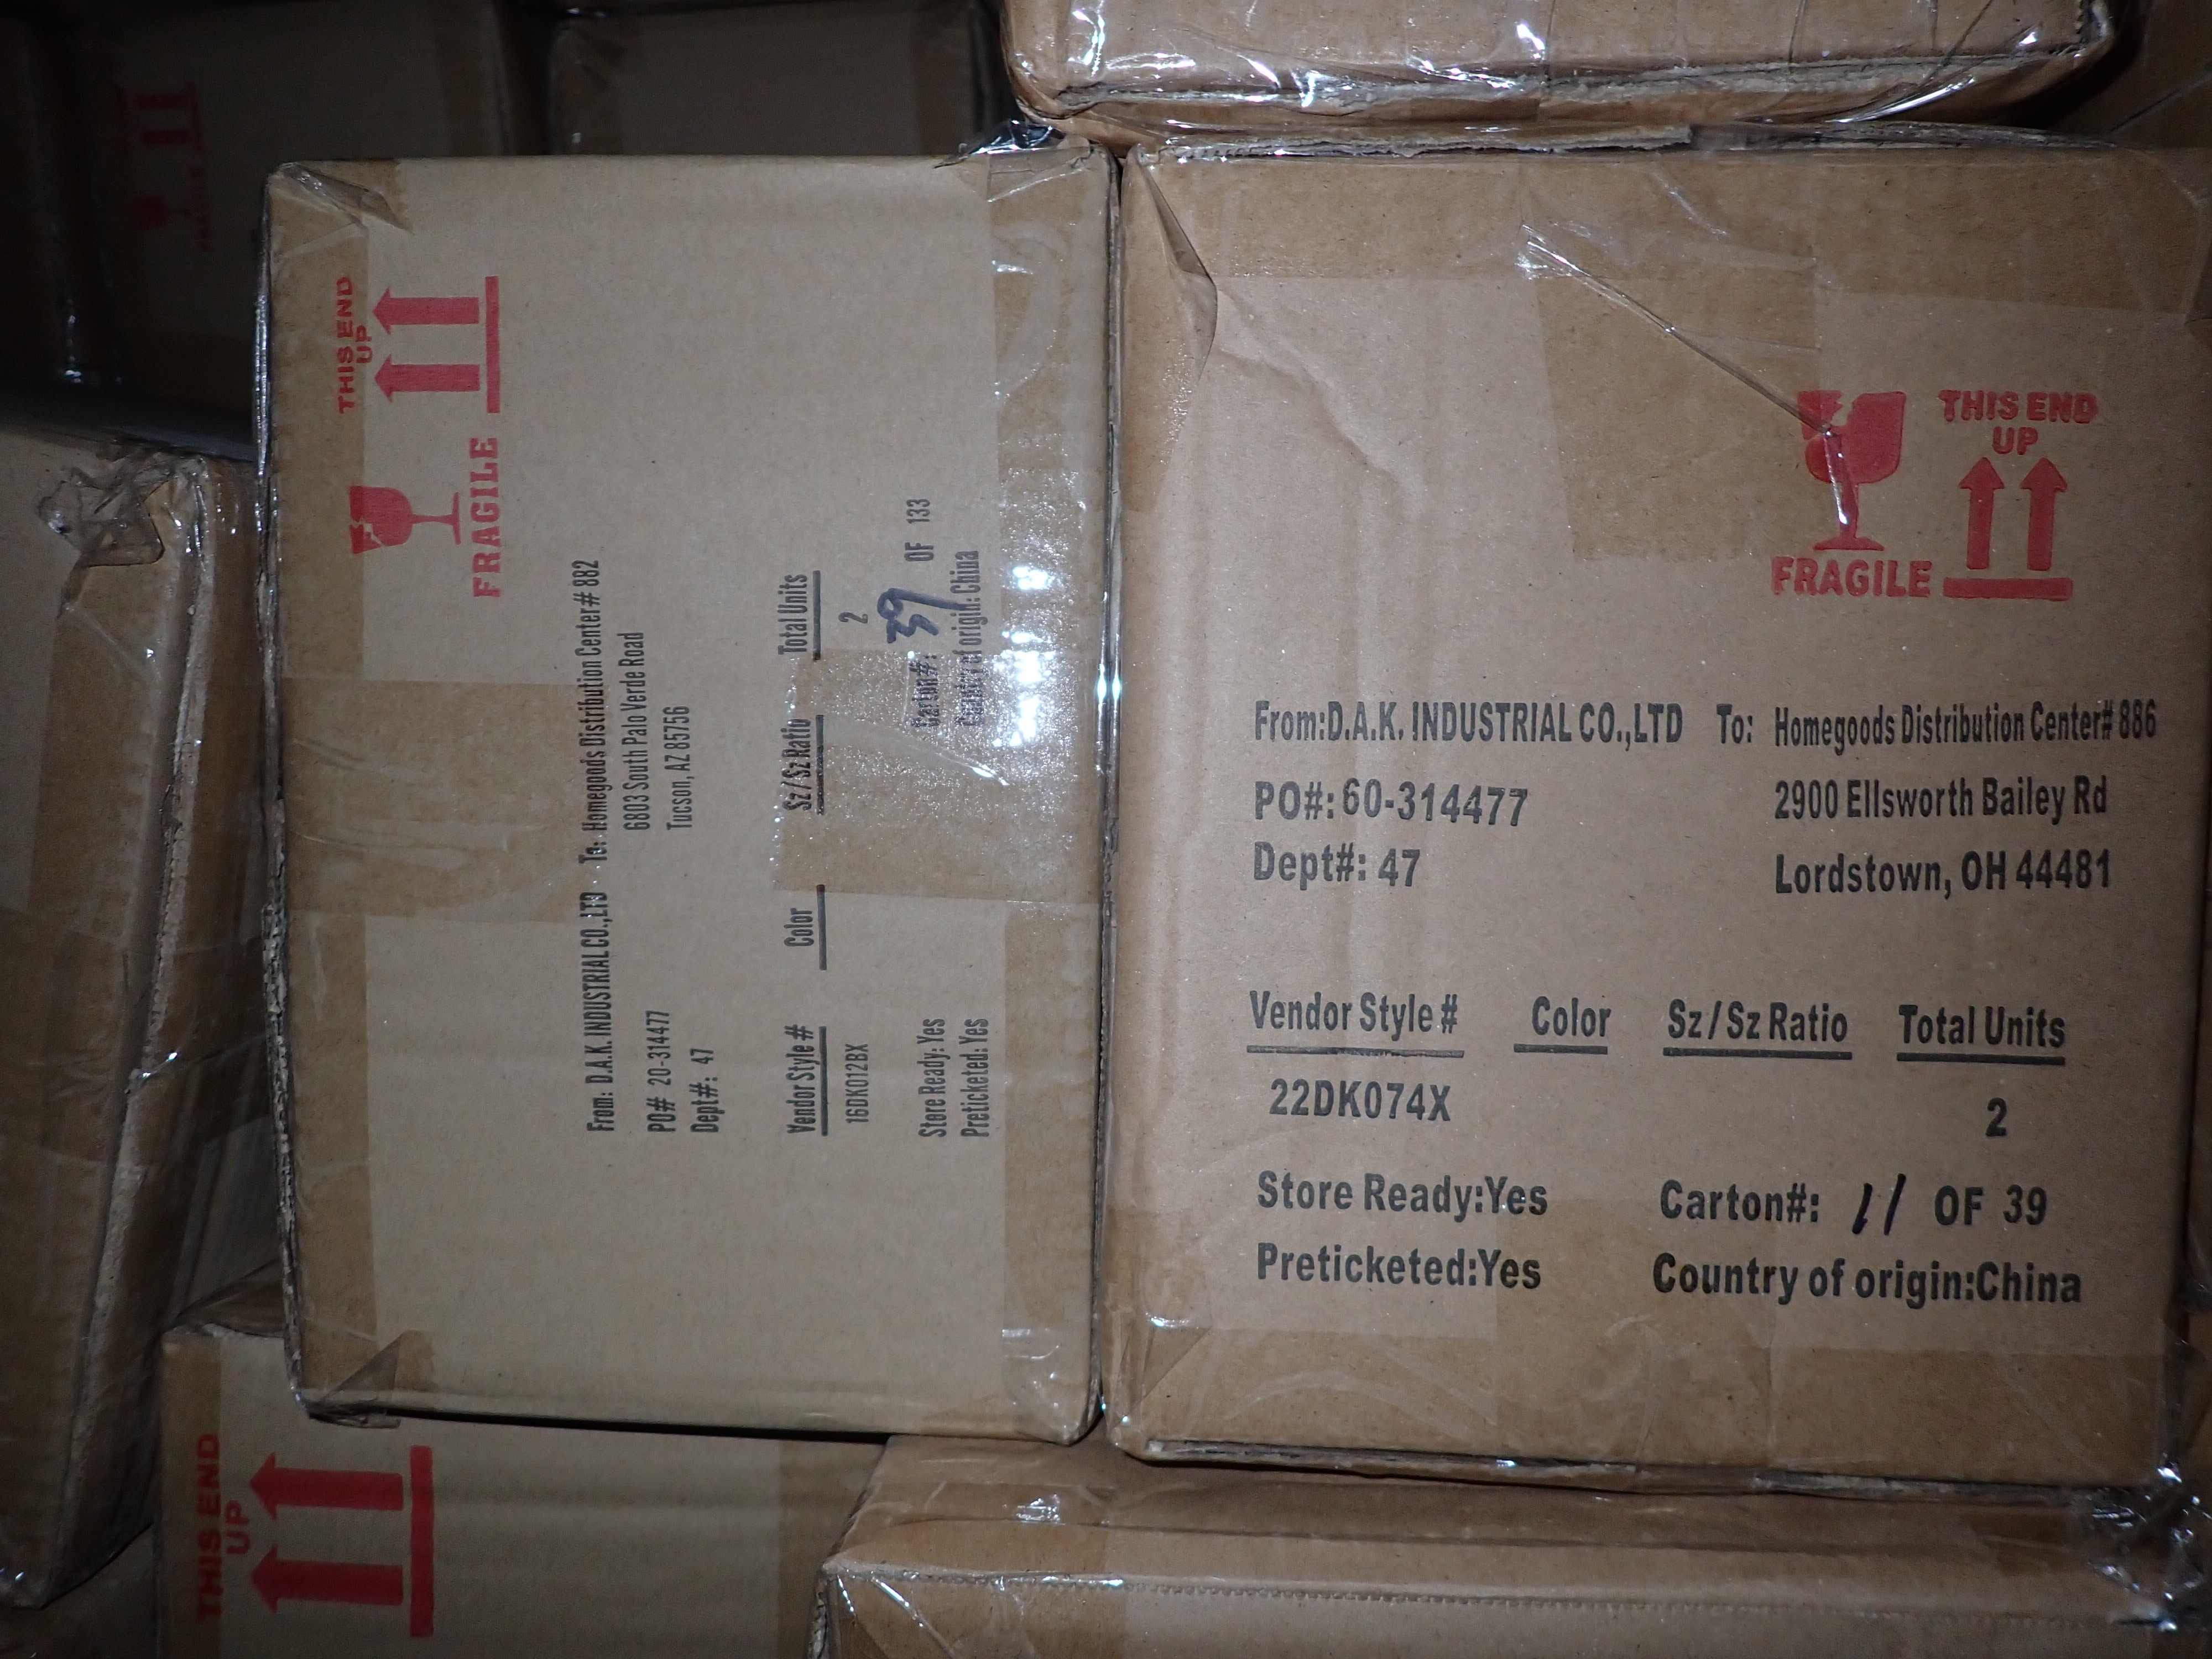 THIS END
UP
FRAGILE
THIS END
UP
FRAGILE
From: D.A.K. INDUSTRIAL CO.,LTD To: Homegoods Distribution Center# 882
6803 South Palo Verde Road
PO# 20-314477
Tucson, AZ 85756
Dept#: 47
Vendor Style # Color Sz / Sz Ratio Total Units
16DK012BX 2
Store Ready: Yes Carton#: 39 OF 133
Preticketed: Yes Country of origin: China
THIS END
UP
FRAGILE
From:D.A.K. INDUSTRIAL CO.,LTD To: Homegoods Distribution Center# 886
PO#: 60-314477 2900 Ellsworth Bailey Rd
Dept#: 47 Lordstown, OH 44481
Vendor Style # Color Sz / Sz Ratio Total Units
22DK074X 2
Store Ready:Yes Carton#: 11 OF 39
Preticketed:Yes Country of origin:China